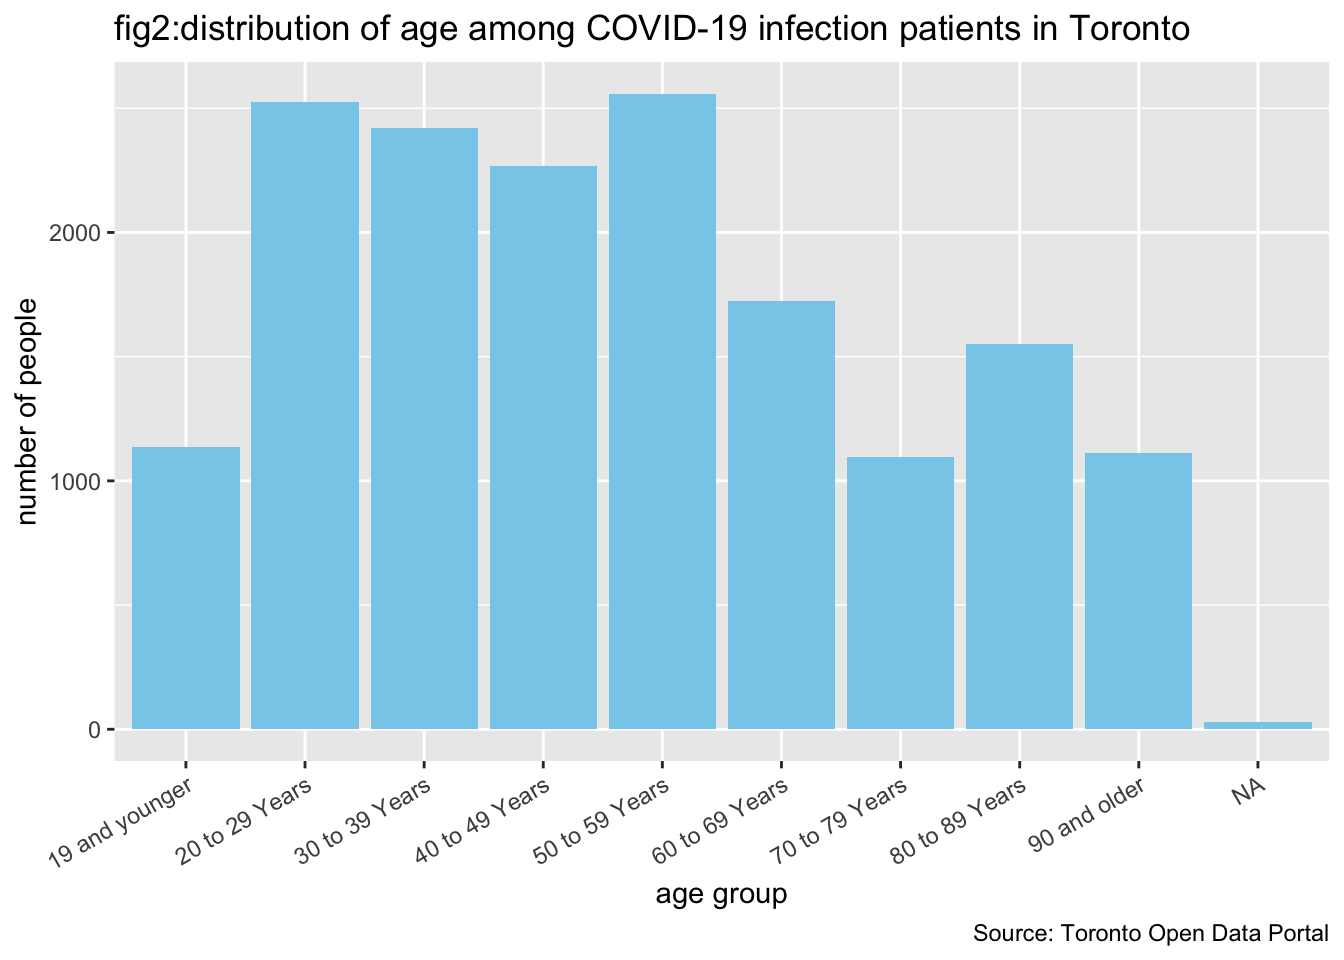 fig2:distribution of age among COVID-19 infection patients in Toronto
number of people
2000
1000
0
19 and younger
20 to 29 Years
30 to 39 Years
40 to 49 Years
50 to 59 Years
60 to 69 Years
70 to 79 Years
80 to 89 Years
90 and older
NA
age group
Source: Toronto Open Data Portal